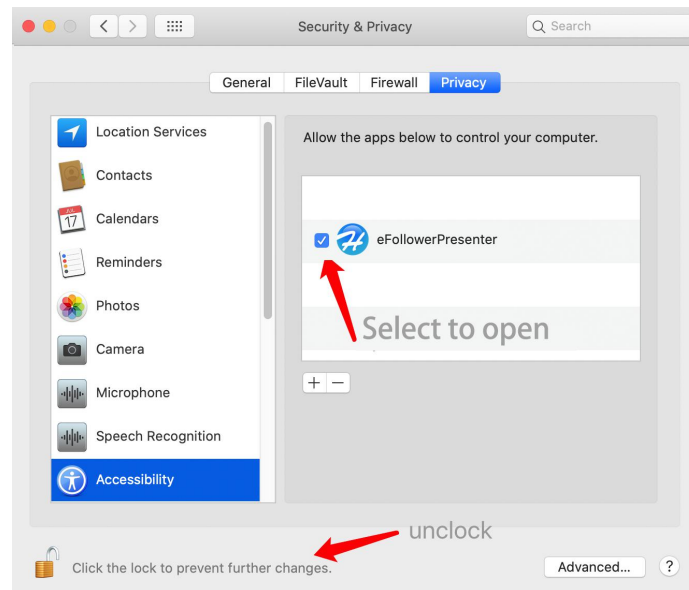 Security & Privacy
Search
General FileVault Firewall Privacy
Location Services
Contacts
JUL
17
Calendars
Reminders
Photos
Camera
Microphone
Speech Recognition
Accessibility
Allow the apps below to control your computer.
eFollowerPresenter
Select to open
+ −
unclock
Click the lock to prevent further changes.
Advanced... ?